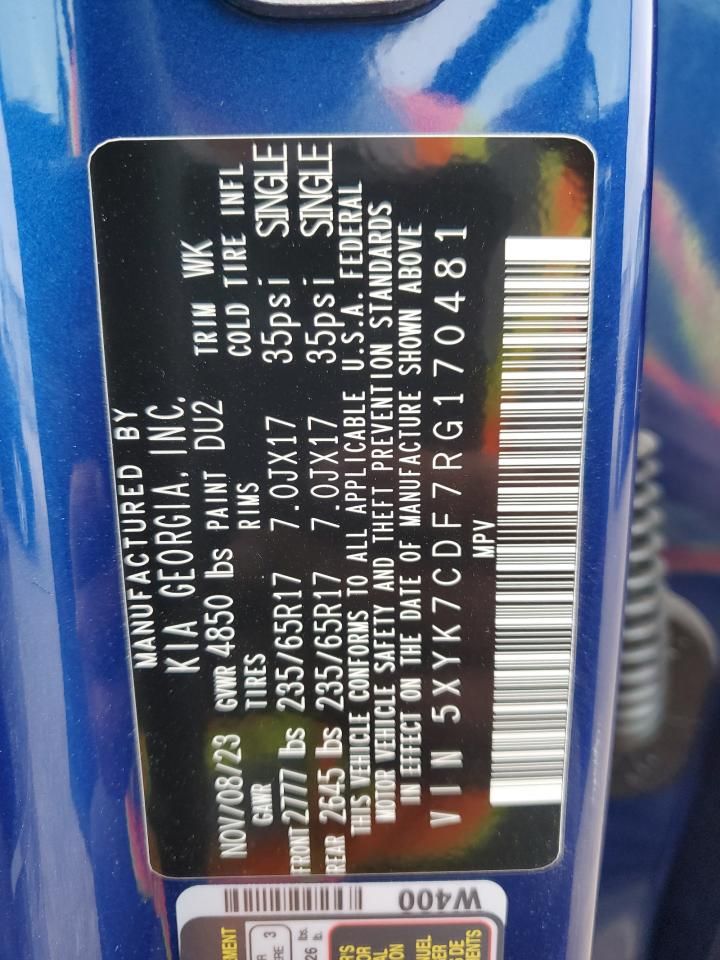 MANUFACTURED BY
KIA GEORGIA, INC.
NOV/08/23 GVWR 4850 lbs PAINT DU2 TRIM WK
GAWR TIRES RIMS COLD TIRE INFL
FRONT 2777 lbs 235/65R17 7.0JX17 35psi SINGLE
REAR 2645 lbs 235/65R17 7.0JX17 35psi SINGLE
THIS VEHICLE CONFORMS TO ALL APPLICABLE U.S.A. FEDERAL
MOTOR VEHICLE SAFETY AND THEFT PREVENTION STANDARDS
IN EFFECT ON THE DATE OF MANUFACTURE SHOWN ABOVE
VIN 5XYK7CDF7RG170481
MPV
W400
3
26 lb.